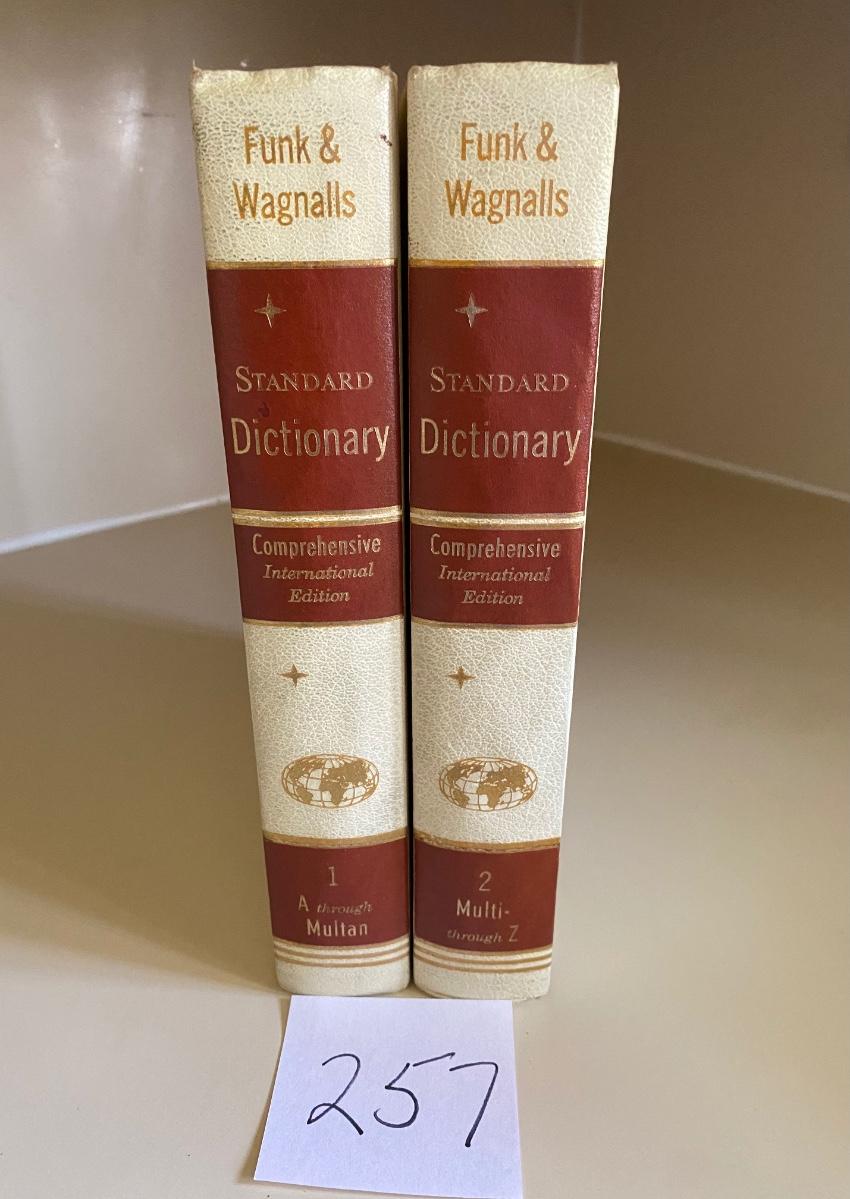 Funk &
Wagnalls
STANDARD
Dictionary
Comprehensive
International
Edition
1
A through
Multan
Funk &
Wagnalls
STANDARD
Dictionary
Comprehensive
International
Edition
2
Multi-
through Z
257